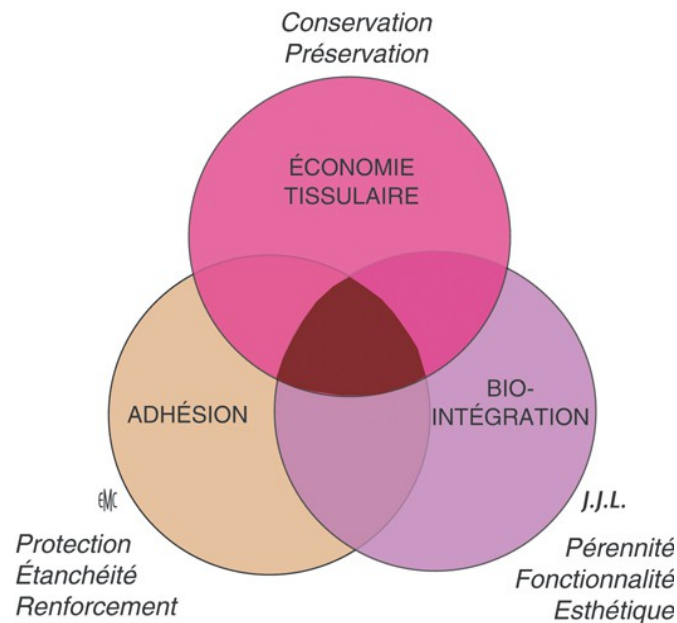 Conservation
Préservation
ÉCONOMIE
TISSULAIRE
ADHÉSION
BIO-
INTÉGRATION
EMC
J.J.L.
Protection
Étanchéité
Renforcement
Pérennité
Fonctionnalité
Esthétique